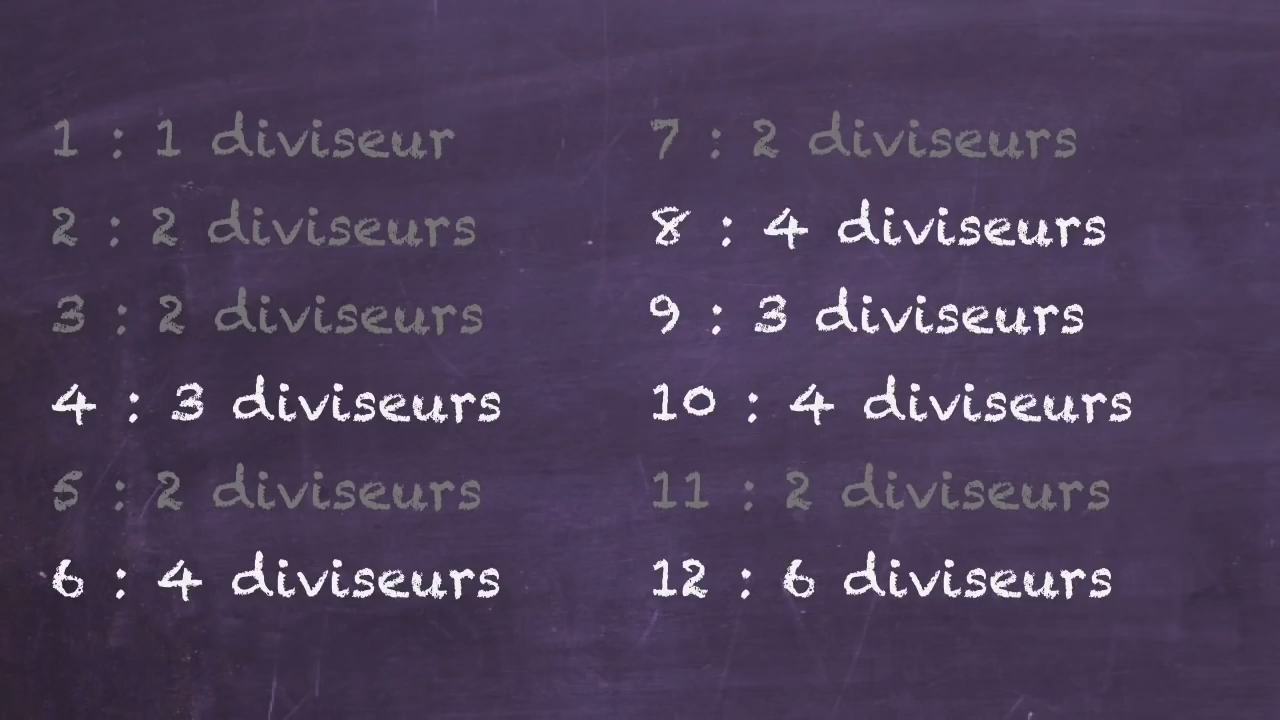 1 : 1 diviseur
2 : 2 diviseurs
3 : 2 diviseurs
4 : 3 diviseurs
5 : 2 diviseurs
6 : 4 diviseurs
7 : 2 diviseurs
8 : 4 diviseurs
9 : 3 diviseurs
10 : 4 diviseurs
11 : 2 diviseurs
12 : 6 diviseurs